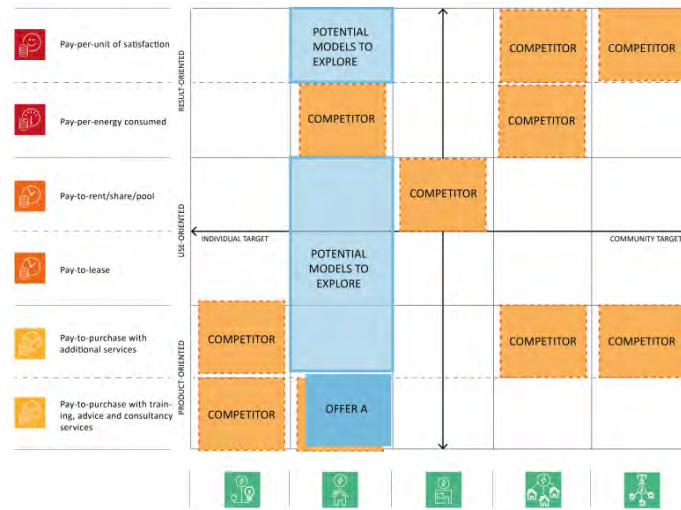 Pay-per-unit of satisfaction
Pay-per-energy consumed
Pay-to-rent/share/pool
Pay-to-lease
Pay-to-purchase with
additional services
Pay-to-purchase with train-
ing, advice and consultancy
services
RESULT-ORIENTED
USE-ORIENTED
PRODUCT-ORIENTED
POTENTIAL
MODELS TO
EXPLORE
COMPETITOR
COMPETITOR
COMPETITOR
COMPETITOR
COMPETITOR
INDIVIDUAL TARGET
COMMUNITY TARGET
POTENTIAL
MODELS TO
EXPLORE
COMPETITOR
COMPETITOR
COMPETITOR
COMPETITOR
OFFER A